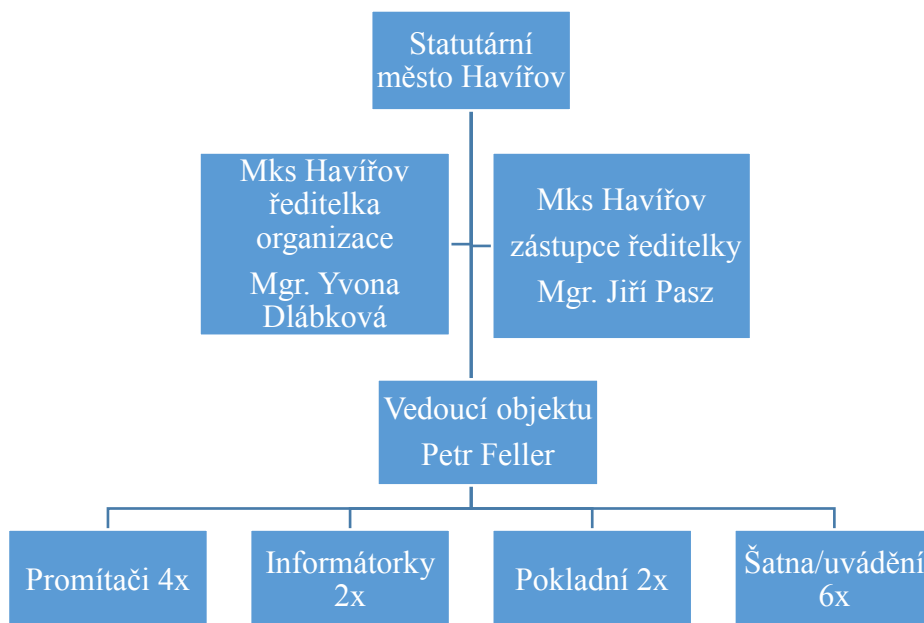 Statutární
město Havířov
Mks Havířov
ředitelka
organizace
Mgr. Yvona
Dlábková
Mks Havířov
zástupce ředitelky
Mgr. Jiří Pasz
Vedoucí objektu
Petr Feller
Promítači 4x
Informátorky
2x
Pokladní 2x
Šatna/uvádění
6x